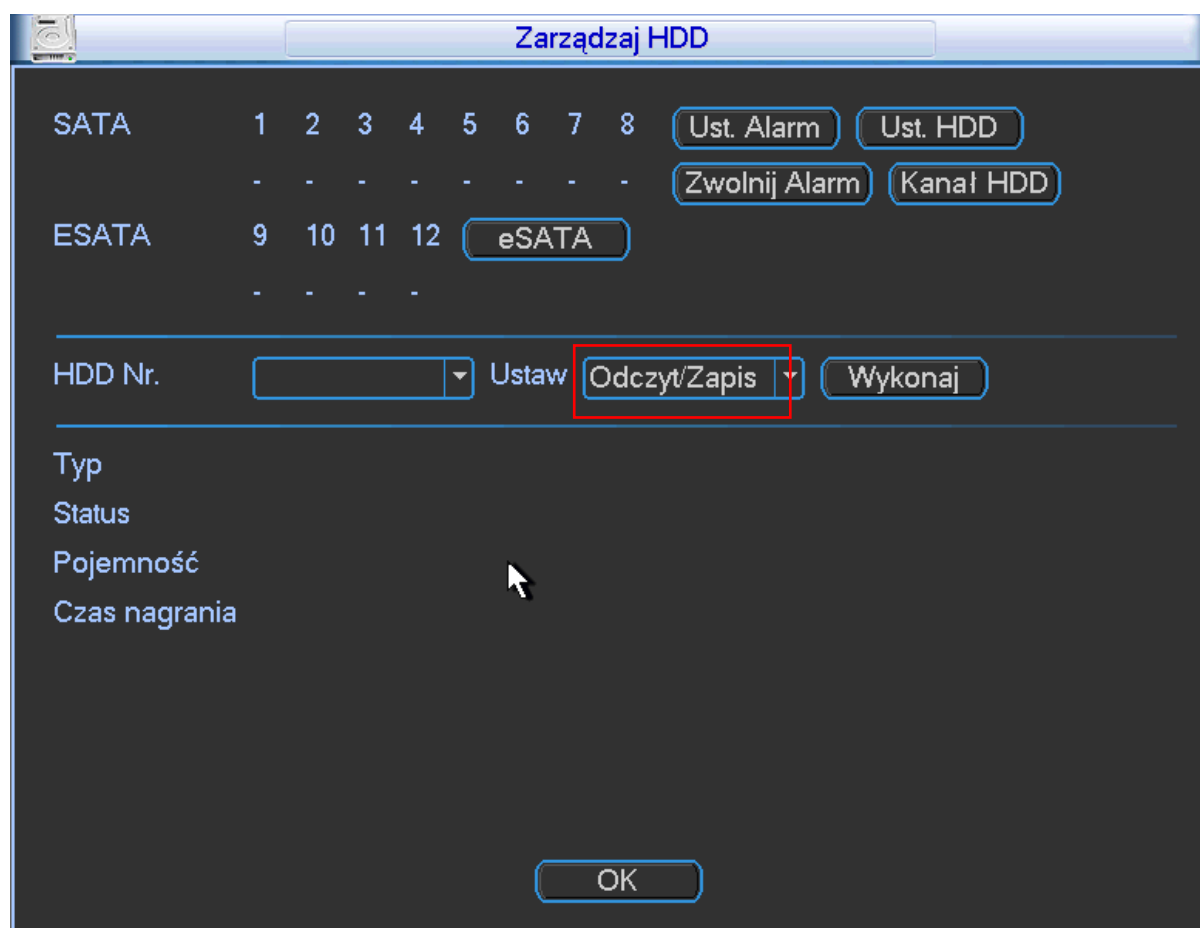 Zarządzaj HDD
SATA 1 2 3 4 5 6 7 8 Ust. Alarm Ust. HDD
- - - - - - - - Zwolnij Alarm Kanał HDD
ESATA 9 10 11 12 eSATA
- - - -
HDD Nr. Ustaw Odczyt/Zapis Wykonaj
Typ
Status
Pojemność
Czas nagrania
OK